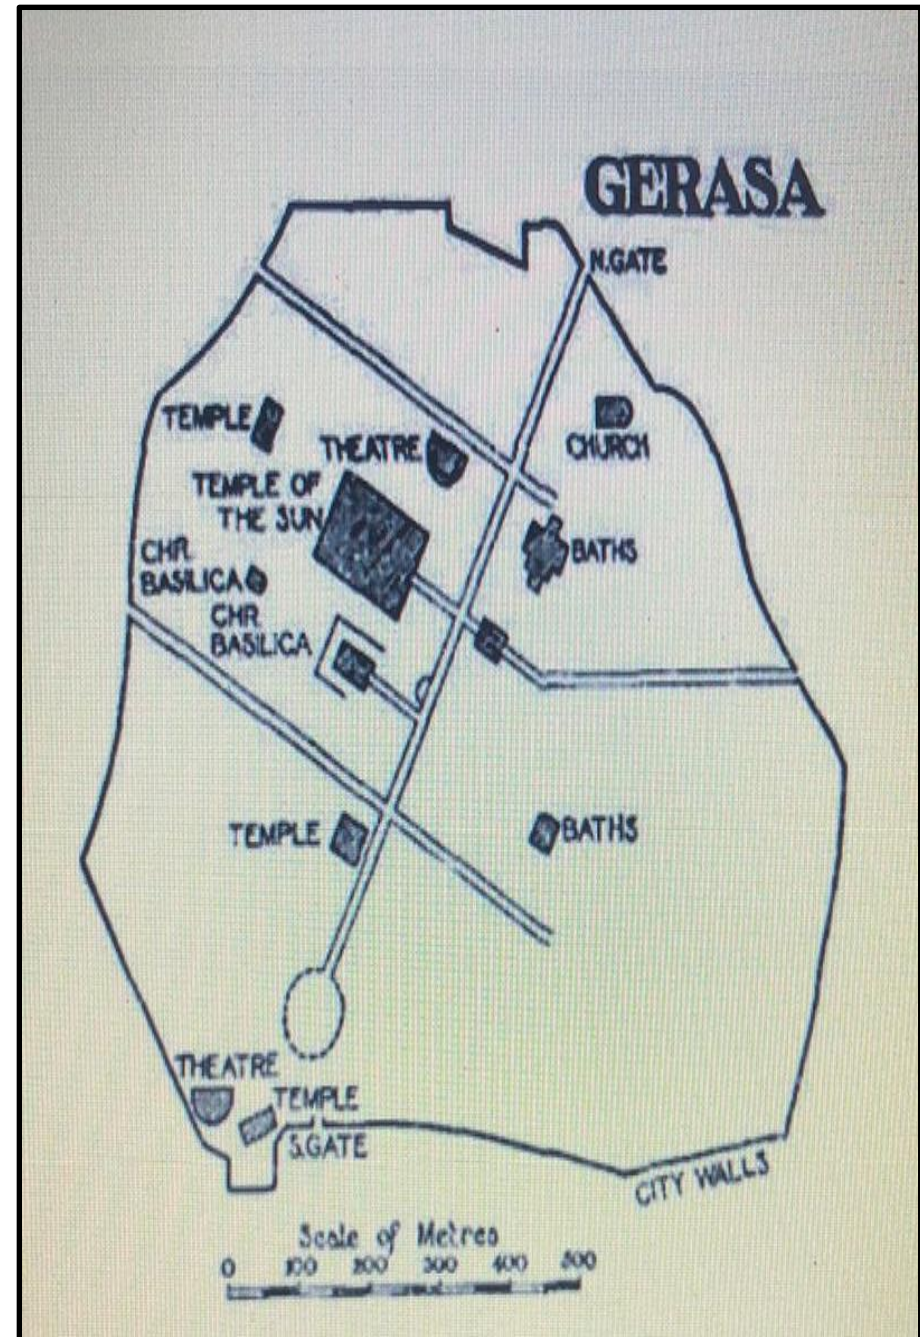 GERASA
N.GATE
TEMPLE
THEATRE
CHURCH
TEMPLE OF
THE SUN
CHR.
BASILICA
BATHS
CHR
BASILICA
TEMPLE
BATHS
THEATRE
TEMPLE
S.GATE
CITY WALLS
Scale of Metres
0 100 200 300 400 500